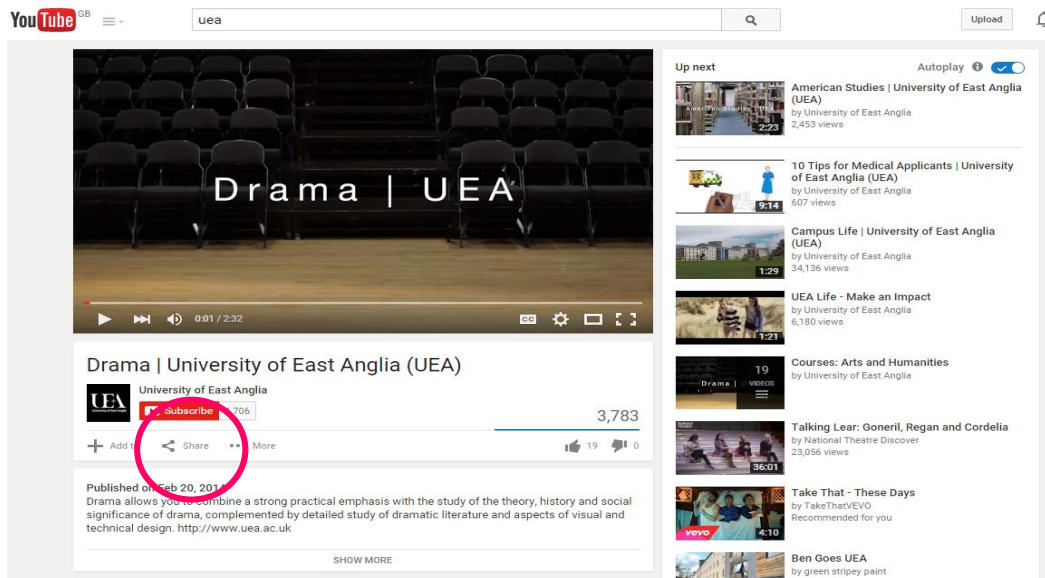 You Tube GB
uea
Upload
Drama | UEA
0:01 / 2:32
CC
Drama | University of East Anglia (UEA)
UEA
University of East Anglia
Subscribe 706
3,783
Add
Share
More
19
0
Published on Feb 20, 2014
Drama allows you to combine a strong practical emphasis with the study of the theory, history and social
significance of drama, complemented by detailed study of dramatic literature and aspects of visual and
technical design. http://www.uea.ac.uk
SHOW MORE
Up next
Autoplay
American Studies | UEA
2:23
American Studies | University of East Anglia
(UEA)
by University of East Anglia
2,453 views
9:14
10 Tips for Medical Applicants | University
of East Anglia (UEA)
by University of East Anglia
607 views
1:29
Campus Life | University of East Anglia
(UEA)
by University of East Anglia
34,136 views
1:21
UEA Life - Make an Impact
by University of East Anglia
6,180 views
Drama |
19
VIDEOS
Courses: Arts and Humanities
by University of East Anglia
36:01
Talking Lear: Goneril, Regan and Cordelia
by National Theatre Discover
23,056 views
vevo
4:10
Take That - These Days
by TakeThatVEVO
Recommended for you
Ben Goes UEA
by green stripey paint